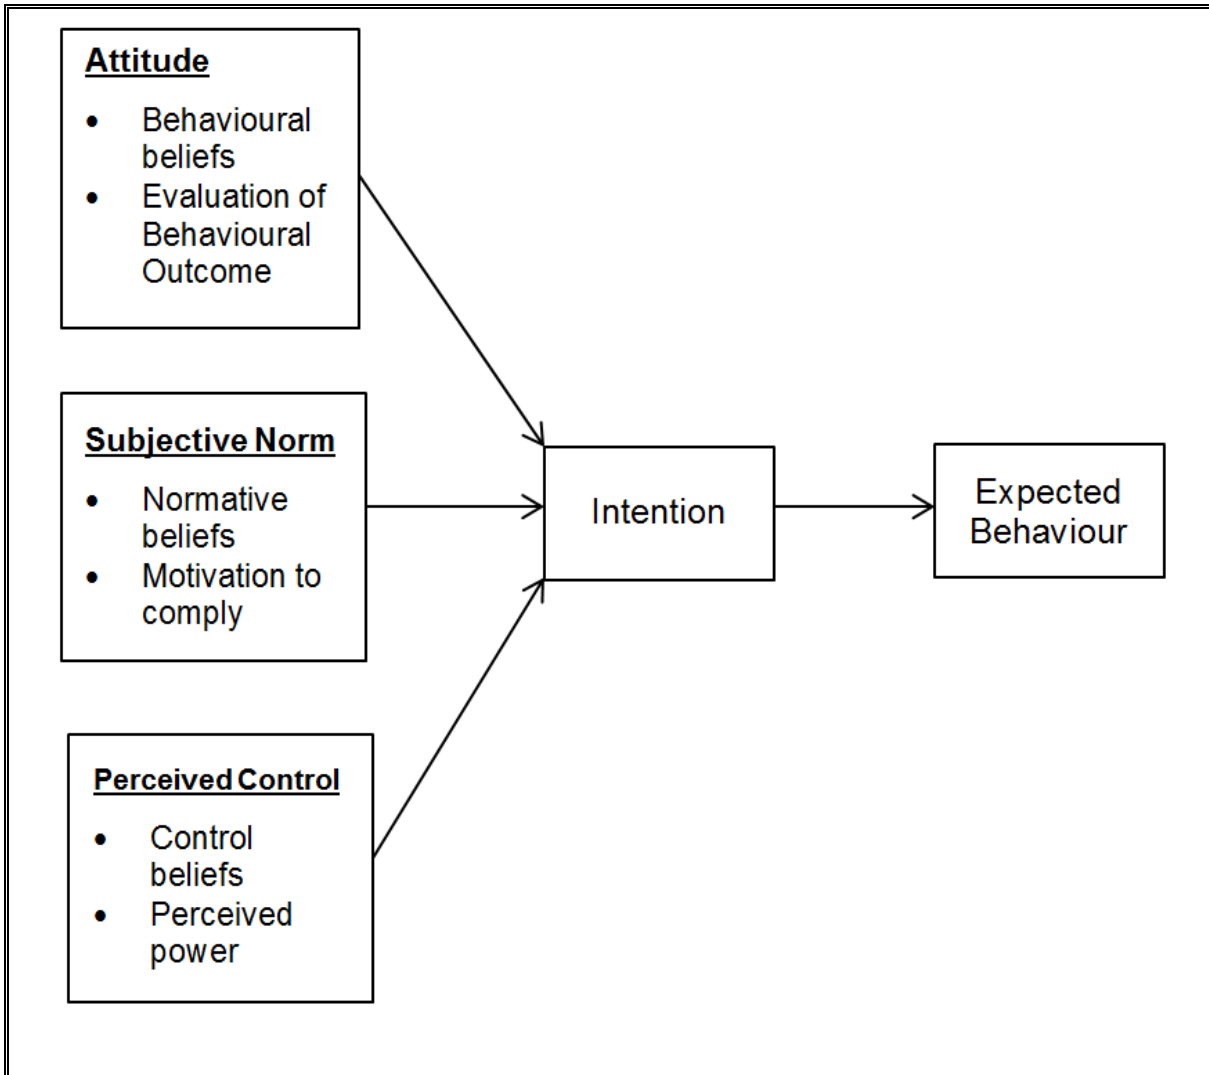 Attitude
• Behavioural
beliefs
• Evaluation of
Behavioural
Outcome
Subjective Norm
• Normative
beliefs
• Motivation to
comply
Perceived Control
• Control
beliefs
• Perceived
power
Intention
Expected
Behaviour